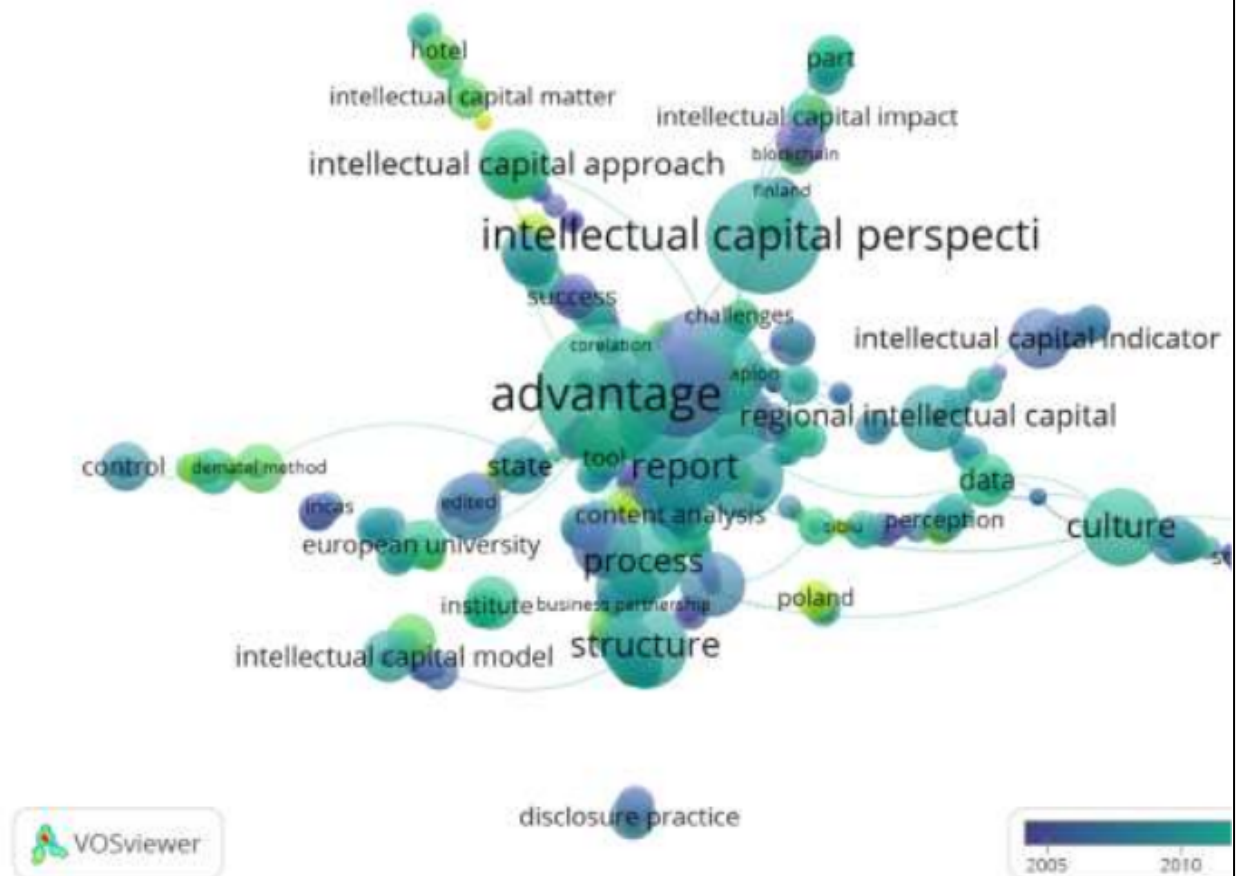 hotel
part
intellectual capital matter
intellectual capital impact
blockchain
intellectual capital approach
finland
intellectual capital perspecti
success
challenges
corelation
intellectual capital indicator
advantage
regional intellectual capital
control
dematel method
state
tool
report
data
incas
edited
content analysis
perception
culture
european university
process
institute
business partnership
poland
structure
intellectual capital model
disclosure practice
VOSviewer
2005
2010